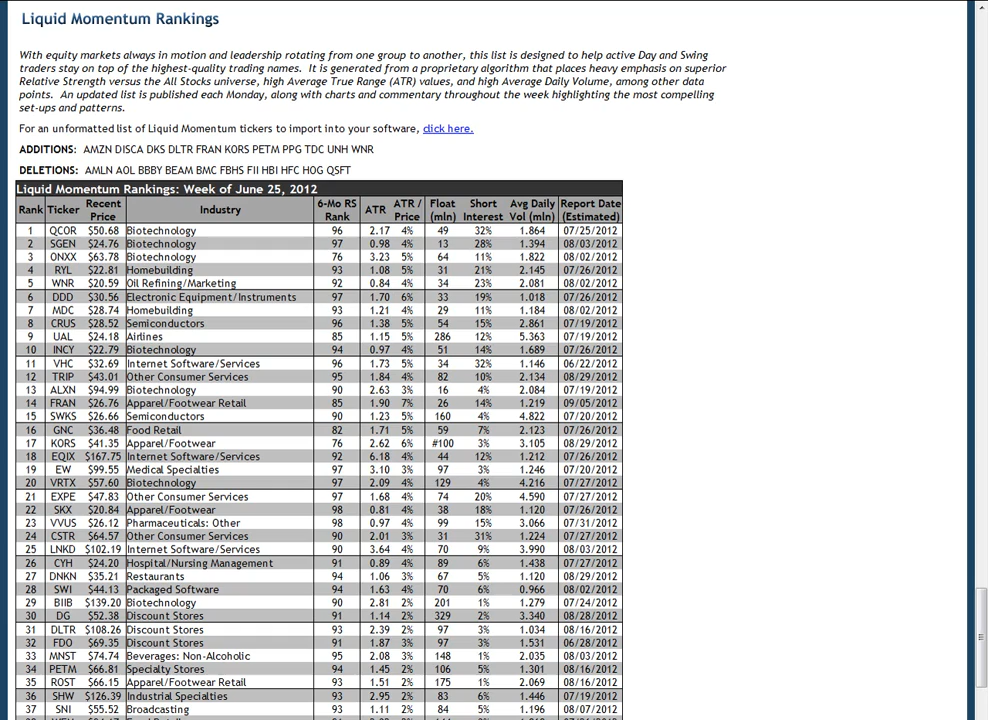 Liquid Momentum Rankings
With equity markets always in motion and leadership rotating from one group to another, this list is designed to help active Day and Swing
traders stay on top of the highest-quality trading names. It is generated from a proprietary algorithm that places heavy emphasis on superior
Relative Strength versus the All Stocks universe, high Average True Range (ATR) values, and high Average Daily Volume, among other data
points. An updated list is published each Monday, along with charts and commentary throughout the week highlighting the most compelling
set-ups and patterns.
For an unformatted list of Liquid Momentum tickers to import into your software, click here.
ADDITIONS: AMZN DISCA DKS DLTR FRAN KORS PETM PPG TDC UNH WNR
DELETIONS: AMLN AOL BBBY BEAM BMC FBHS FII HBI HFC HOG QSFT
Liquid Momentum Rankings: Week of June 25, 2012
Rank Ticker Recent Price Industry 6-Mo RS Rank ATR ATR / Price Float (mln) Short Interest Avg Daily Vol (mln) Report Date (Estimated)
1 QCOR $50.68 Biotechnology 96 2.17 4% 49 32% 1.864 07/25/2012
2 SGEN $24.76 Biotechnology 97 0.98 4% 13 28% 1.394 08/03/2012
3 ONXX $63.78 Biotechnology 76 3.23 5% 64 11% 1.822 08/02/2012
4 RYL $22.81 Homebuilding 93 1.08 5% 31 21% 2.145 07/26/2012
5 WNR $20.59 Oil Refining/Marketing 92 0.84 4% 34 23% 2.081 08/02/2012
6 DDD $30.56 Electronic Equipment/Instruments 97 1.70 6% 33 19% 1.018 07/26/2012
7 MDC $28.74 Homebuilding 93 1.21 4% 29 11% 1.184 08/02/2012
8 CRUS $28.52 Semiconductors 96 1.38 5% 54 15% 2.861 07/19/2012
9 UAL $24.18 Airlines 85 1.15 5% 286 12% 5.363 07/19/2012
10 INCY $22.79 Biotechnology 94 0.97 4% 51 14% 1.689 07/26/2012
11 VHC $32.69 Internet Software/Services 96 1.73 5% 34 32% 1.146 06/22/2012
12 TRIP $43.01 Other Consumer Services 95 1.84 4% 82 10% 2.134 08/29/2012
13 ALXN $94.99 Biotechnology 90 2.63 3% 16 4% 2.084 07/19/2012
14 FRAN $26.76 Apparel/Footwear Retail 85 1.90 7% 26 14% 1.219 09/05/2012
15 SWKS $26.66 Semiconductors 90 1.23 5% 160 4% 4.822 07/20/2012
16 GNC $36.48 Food Retail 82 1.71 5% 59 7% 2.123 07/26/2012
17 KORS $41.35 Apparel/Footwear 76 2.62 6% #100 3% 3.105 08/29/2012
18 EQIX $167.75 Internet Software/Services 92 6.18 4% 44 12% 1.212 07/26/2012
19 EW $99.55 Medical Specialties 97 3.10 3% 97 3% 1.246 07/20/2012
20 VRTX $57.60 Biotechnology 97 2.09 4% 129 4% 4.216 07/27/2012
21 EXPE $47.83 Other Consumer Services 97 1.68 4% 74 20% 4.590 07/27/2012
22 SKX $20.84 Apparel/Footwear 98 0.81 4% 38 18% 1.120 07/26/2012
23 VVUS $26.12 Pharmaceuticals: Other 98 0.97 4% 99 15% 3.066 07/31/2012
24 CSTR $64.57 Other Consumer Services 90 2.01 3% 31 31% 1.224 07/27/2012
25 LNKD $102.19 Internet Software/Services 90 3.64 4% 70 9% 3.990 08/03/2012
26 CYH $24.20 Hospital/Nursing Management 91 0.89 4% 89 6% 1.438 07/27/2012
27 DNKN $35.21 Restaurants 94 1.06 3% 67 5% 1.120 08/29/2012
28 SWI $44.13 Packaged Software 94 1.63 4% 70 6% 0.966 08/02/2012
29 BIIB $139.20 Biotechnology 90 2.81 2% 201 1% 1.279 07/24/2012
30 DG $52.38 Discount Stores 91 1.14 2% 329 2% 3.340 08/28/2012
31 DLTR $108.26 Discount Stores 93 2.39 2% 97 3% 1.034 08/16/2012
32 FDO $69.35 Discount Stores 91 1.87 3% 97 3% 1.531 06/28/2012
33 MNST $74.74 Beverages: Non-Alcoholic 95 2.08 3% 148 1% 2.035 08/03/2012
34 PETM $66.81 Specialty Stores 94 1.45 2% 106 5% 1.301 08/16/2012
35 ROST $66.15 Apparel/Footwear Retail 93 1.51 2% 175 1% 2.069 08/16/2012
36 SHW $126.39 Industrial Specialties 93 2.95 2% 83 6% 1.446 07/19/2012
37 SNI $55.52 Broadcasting 93 1.11 2% 84 5% 1.196 08/07/2012